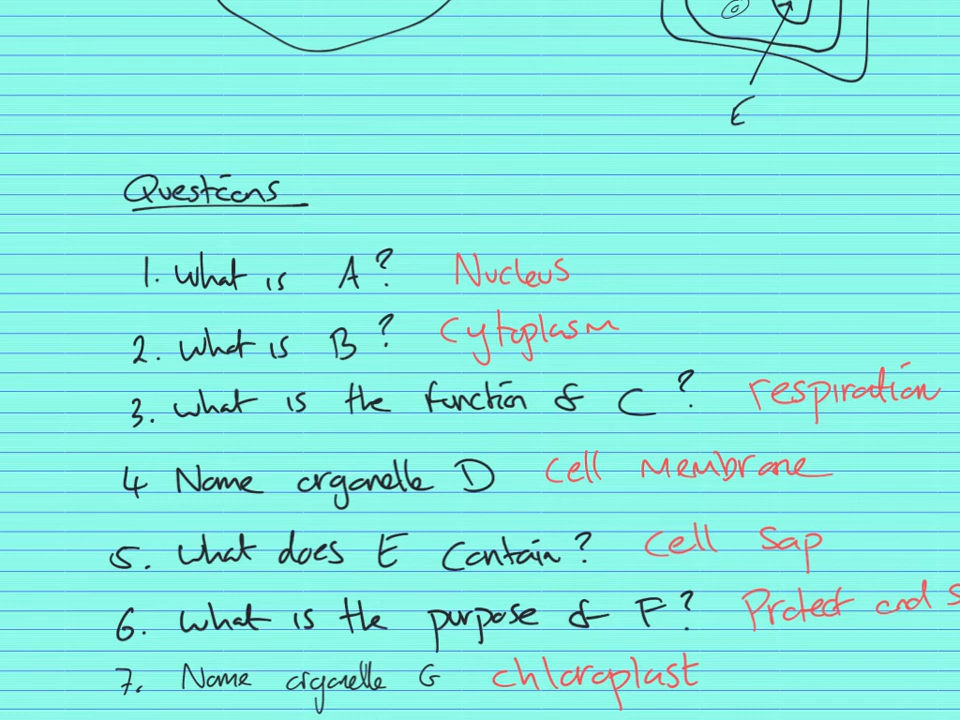 E
Questions
1. What is A? Nucleus
2. What is B? Cytoplasm
3. What is the function of C? respiration
4 Name organelle D Cell Membrane
5. What does E Contain? Cell Sap
6. What is the purpose of F? Protect and S
7. Name organelle G chloroplast